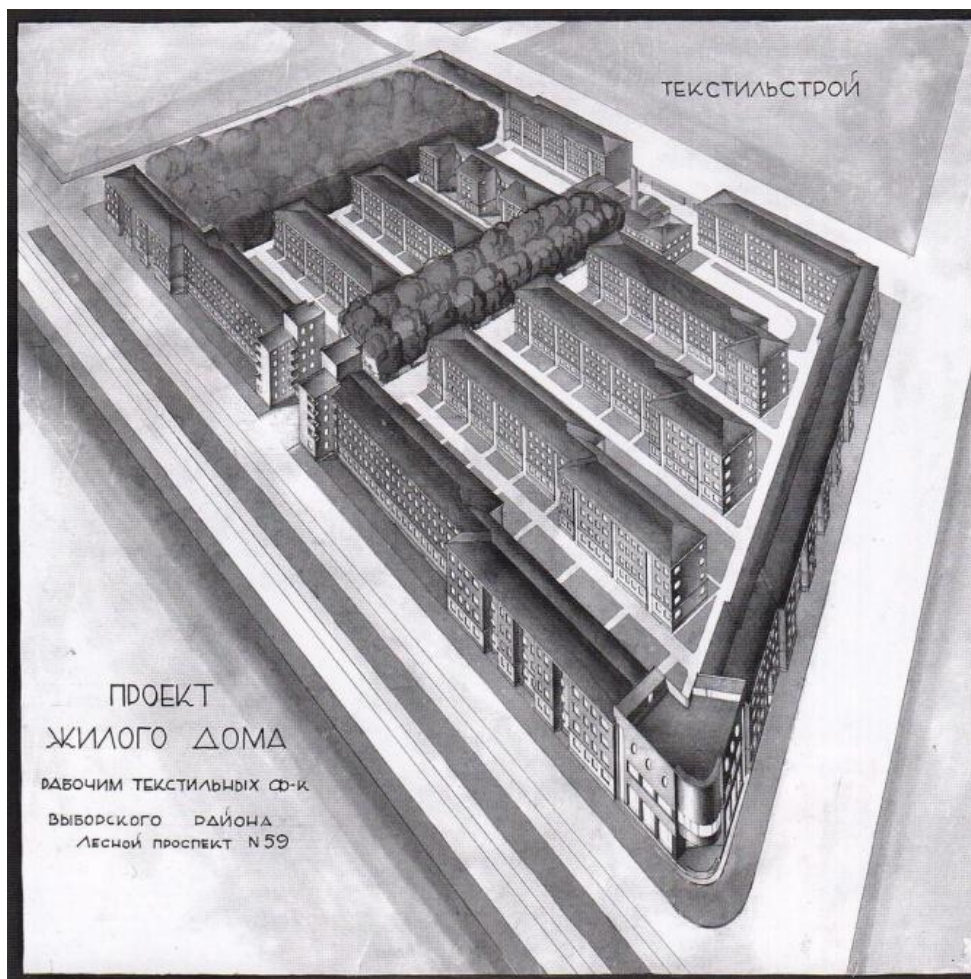 ТЕКСТИЛЬСТРОЙ
ПРОЕКТ
ЖИЛОГО ДОМА
РАБОЧИМ ТЕКСТИЛЬНЫХ Ф-К
ВЫБОРСКОГО РАЙОНА
ЛЕСНОЙ ПРОСПЕКТ N 59